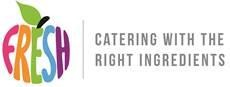 FRESH
CATERING WITH THE
RIGHT INGREDIENTS